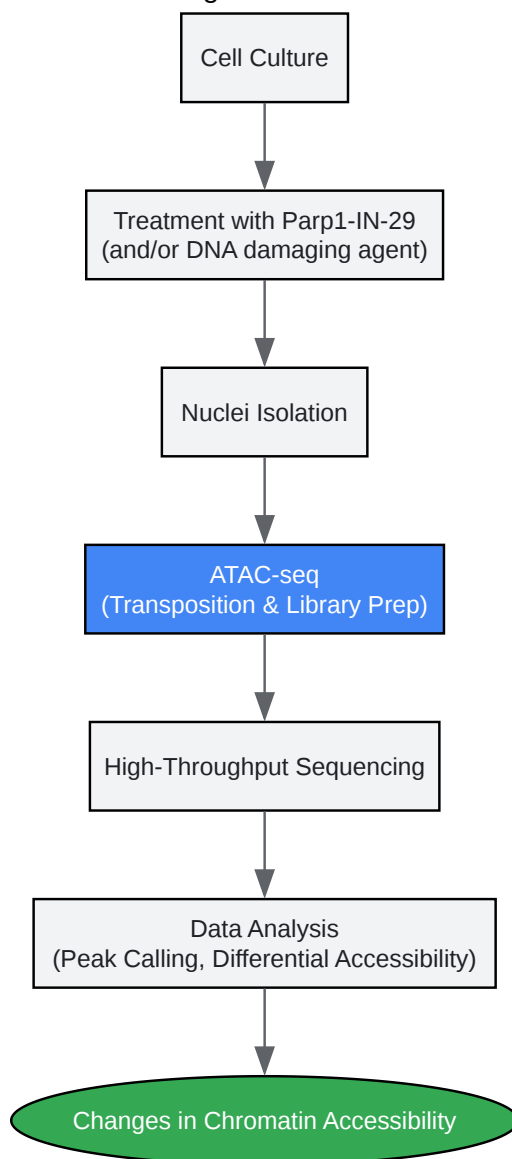 Cell Culture
Treatment with Parp1-IN-29
(and/or DNA damaging agent)
Nuclei Isolation
ATAC-seq
(Transposition & Library Prep)
High-Throughput Sequencing
Data Analysis
(Peak Calling, Differential Accessibility)
Changes in Chromatin Accessibility